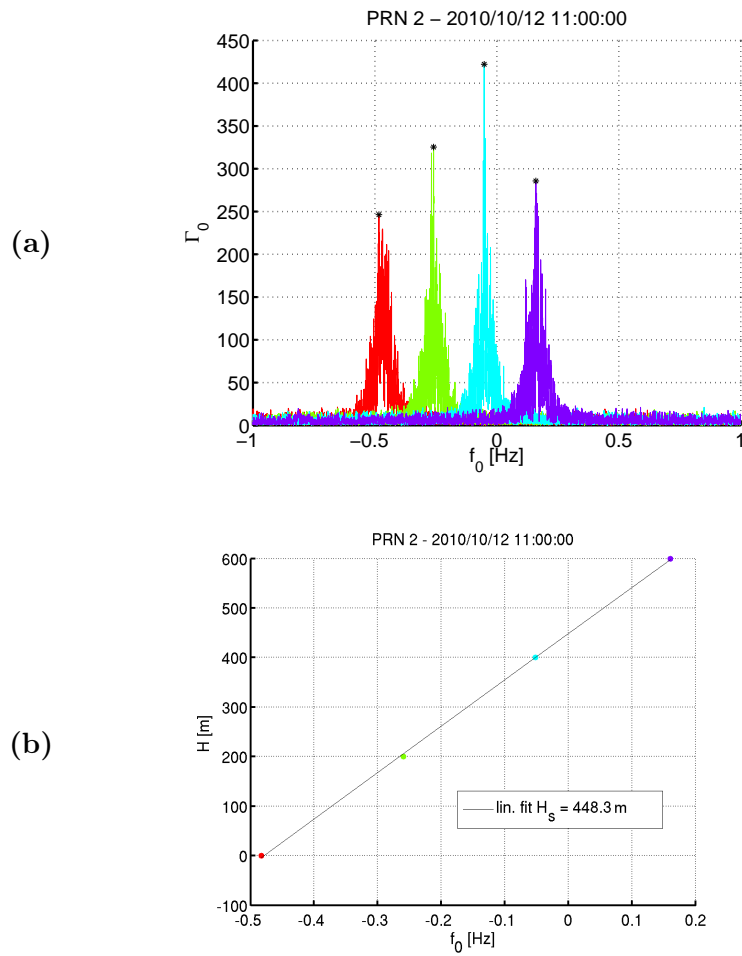 PRN 2 − 2010/10/12 11:00:00
450
400
350
300
250
200
150
100
50
0
Γ₀
(a)
−1 −0.5 0 0.5 1
f₀ [Hz]
PRN 2 - 2010/10/12 11:00:00
600
500
400
300
200
100
0
-100
H [m]
(b)
lin. fit Hₛ = 448.3 m
-0.5 -0.4 -0.3 -0.2 -0.1 0 0.1 0.2
f₀ [Hz]